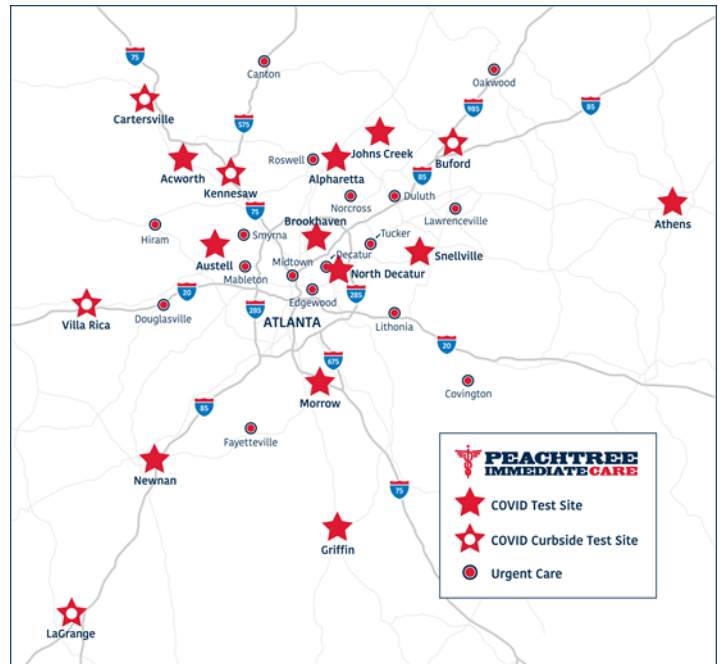 75
Canton
Oakwood
Cartersville
985
85
575
Johns Creek
Buford
Roswell
Acworth
Alpharetta
85
Kennesaw
Norcross
Duluth
75
Lawrenceville
Athens
Brookhaven
Hiram
Smyrna
Tucker
Snellville
Austell
Midtown
Decatur
North Decatur
Mableton
20
Edgewood
285
Villa Rica
Douglasville
285
ATLANTA
Lithonia
20
675
Covington
Morrow
85
Fayetteville
PEACHTREE
IMMEDIATECARE
Newnan
75
COVID Test Site
COVID Curbside Test Site
Griffin
Urgent Care
LaGrange